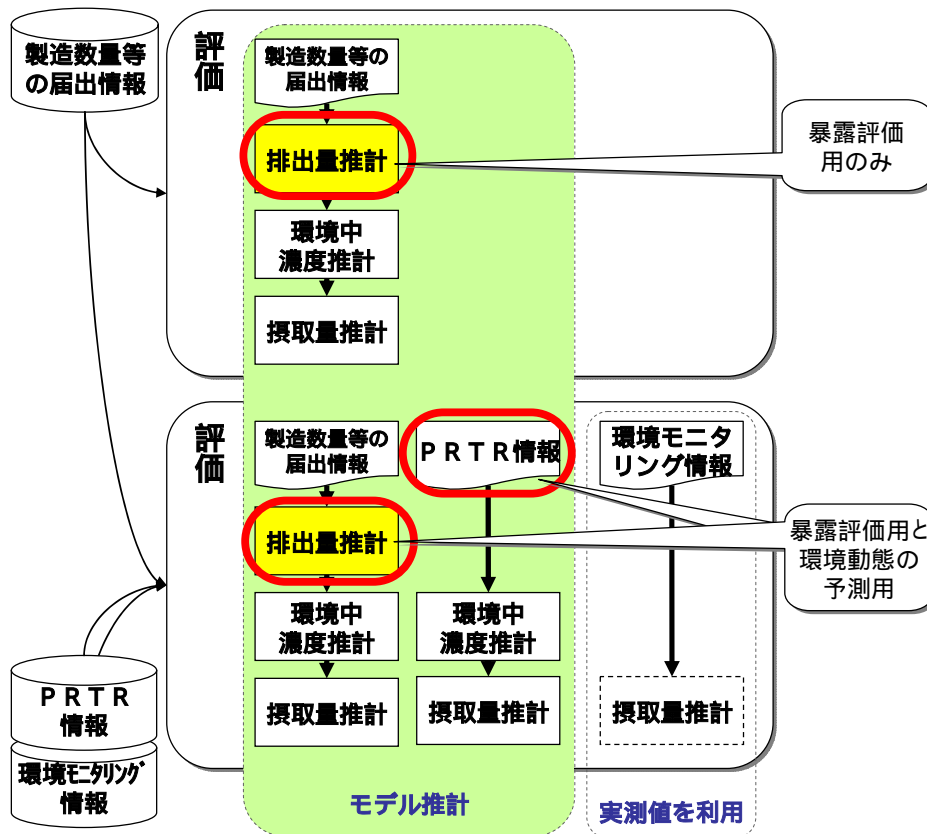 製造数量等
の届出情報
評
価
製造数量等の
届出情報
排出量推計
環境中
濃度推計
摂取量推計
暴露評価
用のみ
評
価
製造数量等の
届出情報
排出量推計
環境中
濃度推計
摂取量推計
ＰＲＴＲ情報
環境中
濃度推計
摂取量推計
環境モニタ
リング情報
摂取量推計
暴露評価用と
環境動態の
予測用
ＰＲＴＲ
情報
環境ﾓﾆﾀﾘﾝｸﾞ
情報
モデル推計
実測値を利用